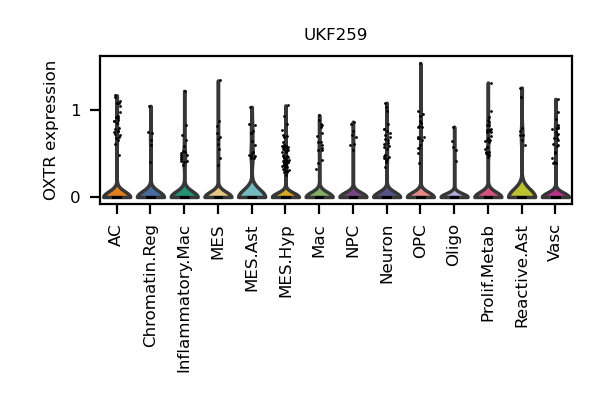 UKF259
OXTR expression
1
0
AC
Chromatin.Reg
Inflammatory.Mac
MES
MES.Ast
MES.Hyp
Mac
NPC
Neuron
OPC
Oligo
Prolif.Metab
Reactive.Ast
Vasc